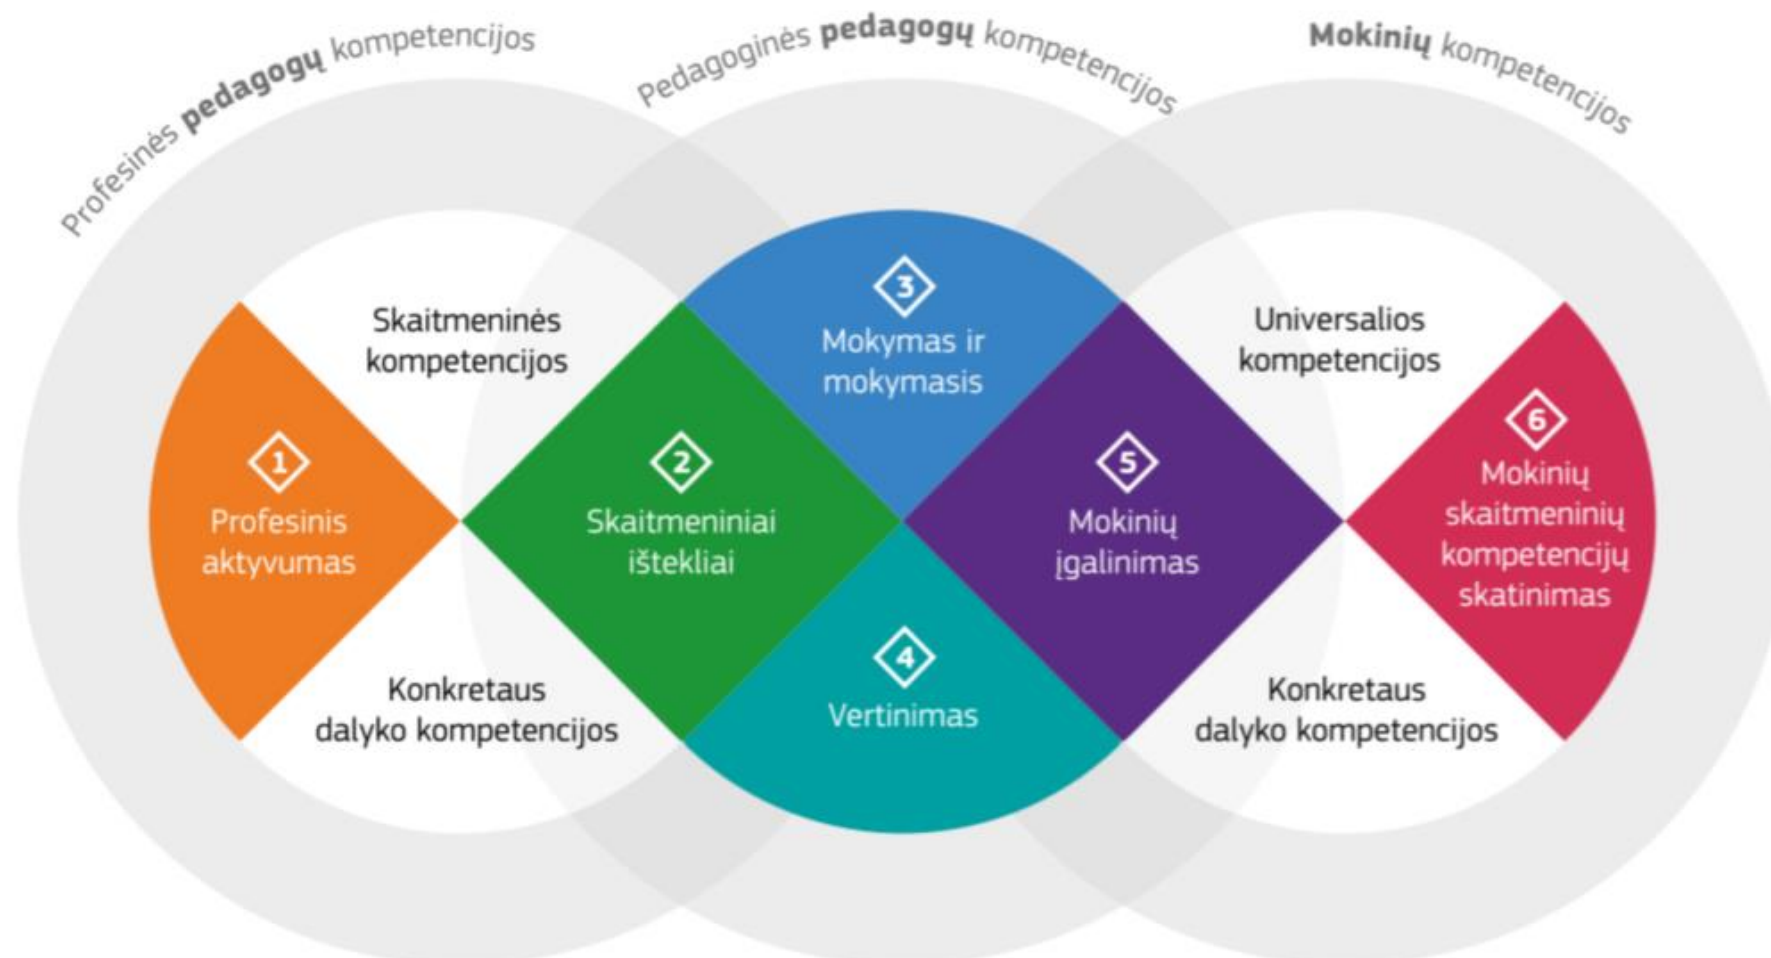 Profesinės pedagogų kompetencijos
Pedagoginės pedagogų kompetencijos
Mokinių kompetencijos
Skaitmeninės
kompetencijos
3
Mokymas ir
mokymasis
Universalios
kompetencijos
1
Profesinis
aktyvumas
2
Skaitmeniniai
ištekliai
5
Mokinių
įgalinimas
6
Mokinių
skaitmeninių
kompetencijų
skatinimas
Konkretaus
dalyko kompetencijos
4
Vertinimas
Konkretaus
dalyko kompetencijos